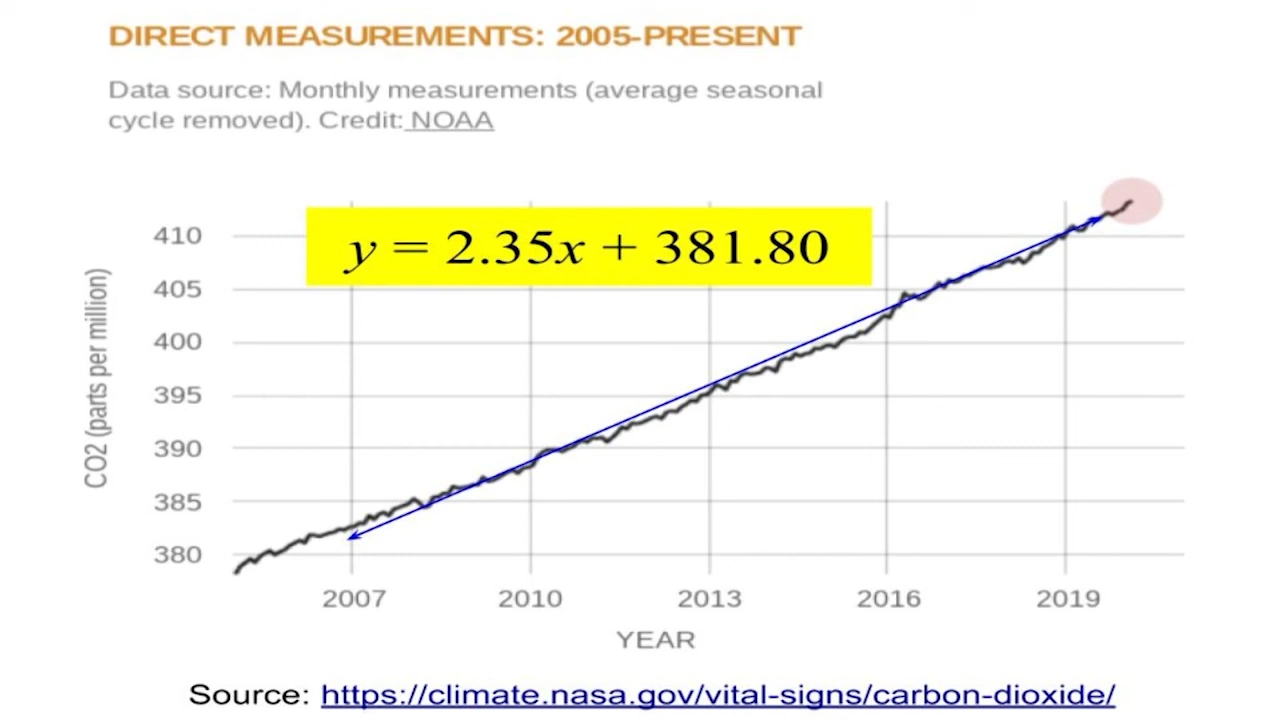 DIRECT MEASUREMENTS: 2005-PRESENT
Data source: Monthly measurements (average seasonal
cycle removed). Credit: NOAA
y = 2.35x + 381.80
410
405
400
395
390
385
380
CO2 (parts per million)
2007 2010 2013 2016 2019
YEAR
Source: https://climate.nasa.gov/vital-signs/carbon-dioxide/